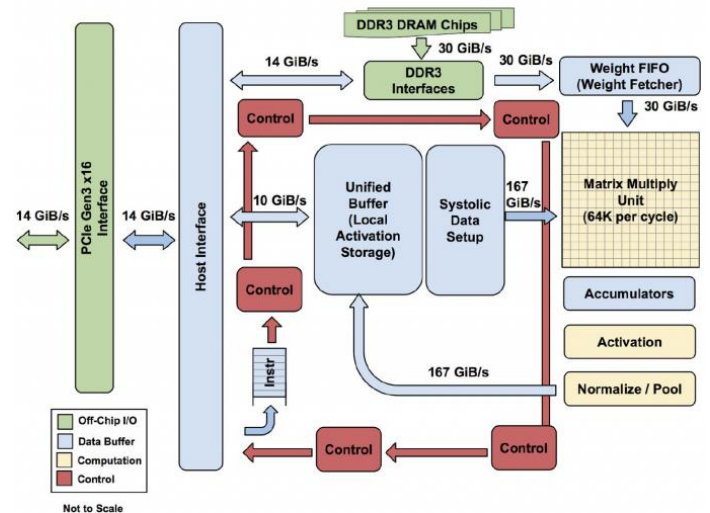 DDR3 DRAM Chips
30 GiB/s
14 GiB/s
DDR3
Interfaces
30 GiB/s
Weight FIFO
(Weight Fetcher)
30 GiB/s
Control
Control
PCIe Gen3 x16
Interface
Host Interface
14 GiB/s
14 GiB/s
10 GiB/s
Unified
Buffer
(Local
Activation
Storage)
Systolic
Data
Setup
167
GiB/s
Matrix Multiply
Unit
(64K per cycle)
Control
Accumulators
Activation
Instr
167 GiB/s
Normalize / Pool
Off-Chip I/O
Data Buffer
Computation
Control
Control
Control
Not to Scale